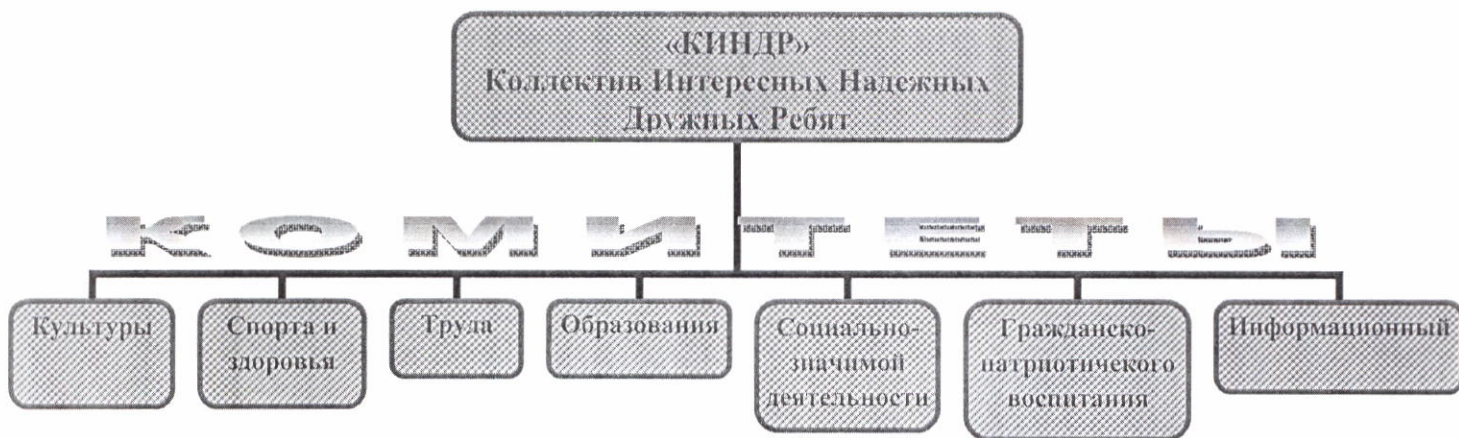 «КИНДР»
Коллектив Интересных Надежных
Дружных Ребят
КОМИТЕТЫ
Культуры
Спорта и
здоровья
Труда
Образования
Социально-
значимой
деятельности
Гражданско-
патриотического
воспитания
Информационный